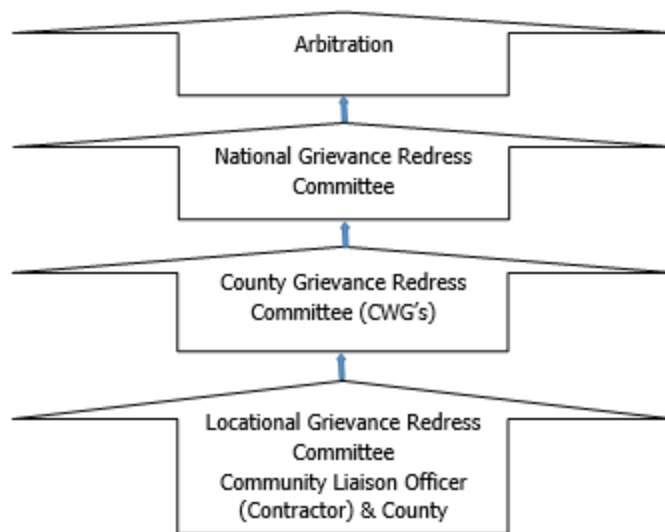 Arbitration
National Grievance Redress
Committee
County Grievance Redress
Committee (CWG's)
Locational Grievance Redress
Committee
Community Liaison Officer
(Contractor) & County